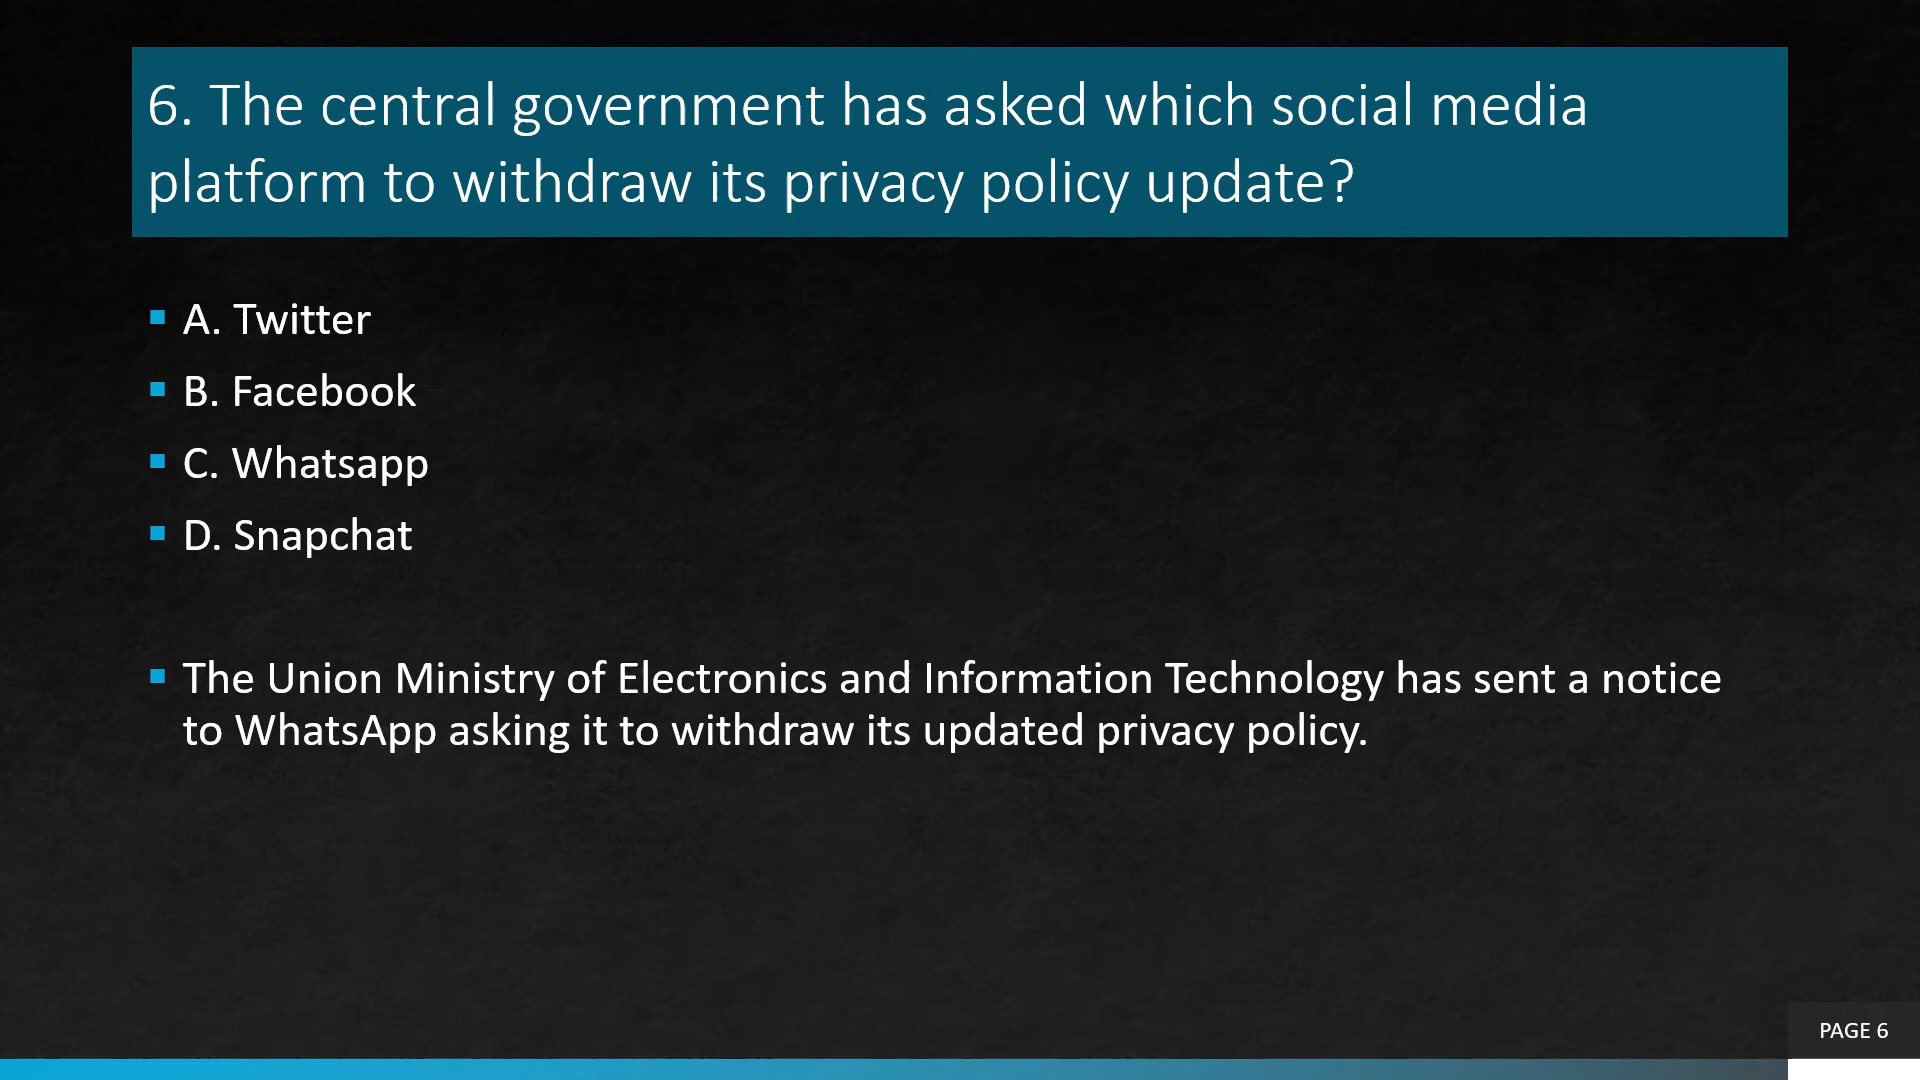 6. The central government has asked which social media
platform to withdraw its privacy policy update?
A. Twitter
B. Facebook
C. Whatsapp
D. Snapchat
The Union Ministry of Electronics and Information Technology has sent a notice
to WhatsApp asking it to withdraw its updated privacy policy.
PAGE 6